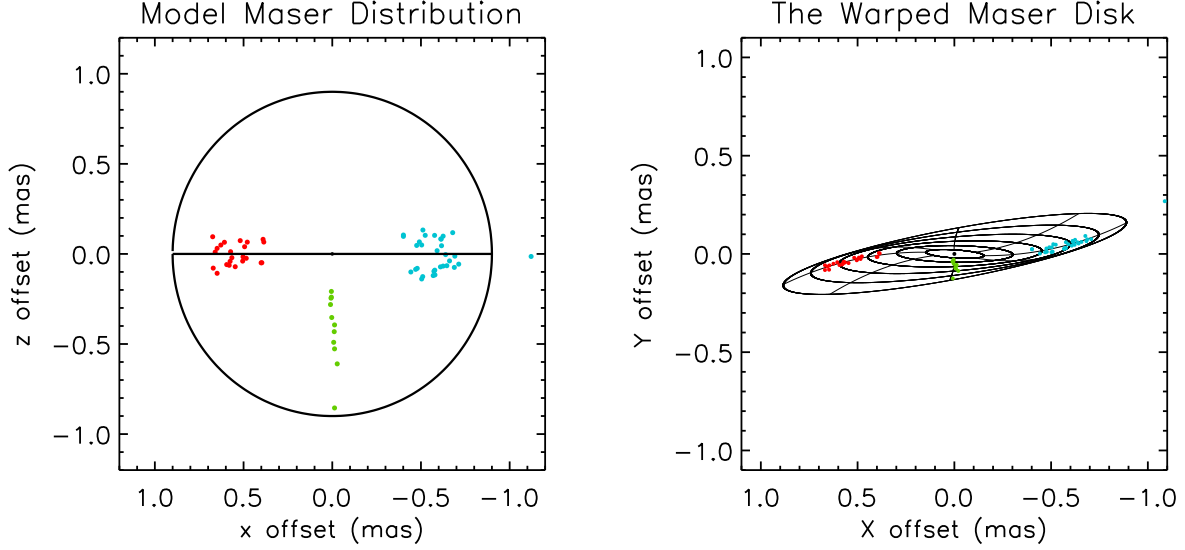 Model Maser Distribution
1.0
0.5
0.0
−0.5
−1.0
z offset (mas)
1.0 0.5 0.0 −0.5 −1.0
x offset (mas)
The Warped Maser Disk
1.0
0.5
0.0
−0.5
−1.0
Y offset (mas)
1.0 0.5 0.0 −0.5 −1.0
X offset (mas)